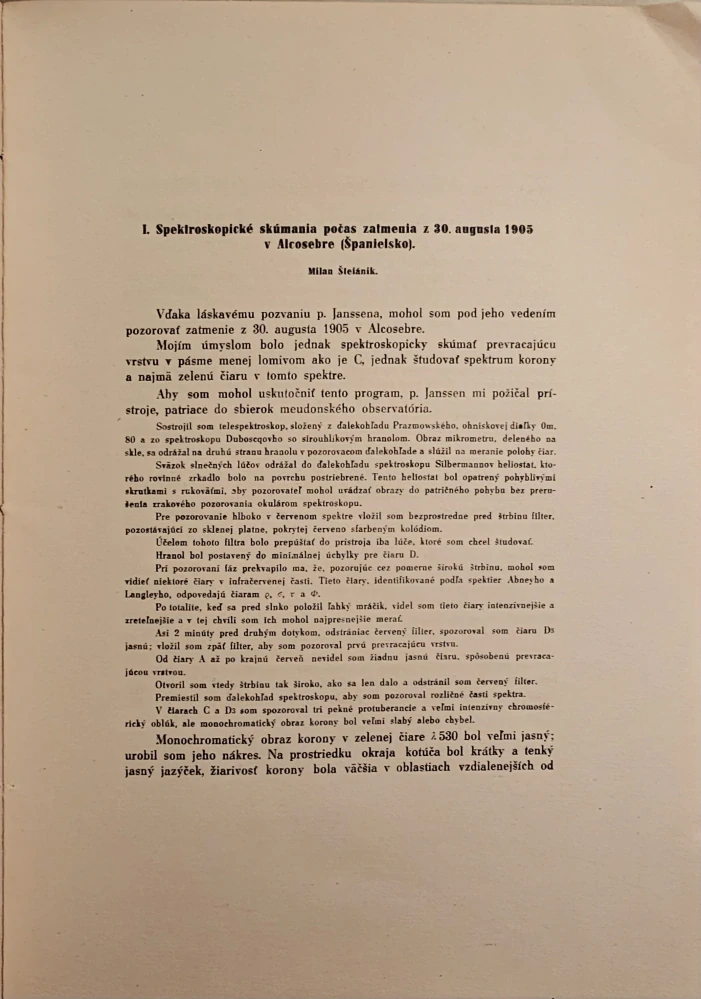 I. Spektroskopické skúmania počas zatmenia z 30. augusta 1905
v Alcosebre (Španielsko).
Milan Štefánik.
Vďaka láskavému pozvaniu p. Janssena, mohol som pod jeho vedením
pozorovať zatmenie z 30. augusta 1905 v Alcosebre.
Mojím úmyslom bolo jednak spektroskopicky skúmať prevracajúcu
vrstvu v pásme menej lomivom ako je C, jednak študovať spektrum korony
a najmä zelenú čiaru v tomto spektre.
Aby som mohol uskutočniť tento program, p. Janssen mi požičal prí-
stroje, patriace do sbierok meudonského observatória.
Sostrojil som telespektroskop, složený z ďalekohľadu Prazmowského, ohniskovej diaľky 0m,
80 a zo spektroskopu Duboscqovho so sirouhlíkovým hranolom. Obraz mikrometru, deleného na
skle, sa odrážal na druhú stranu hranolu v pozorovacom ďalekohľade a slúžil na meranie polohy čiar.
Sväzok slnečných lúčov odrážal do ďalekohľadu spektroskopu Silbermannov heliostat, kto-
rého rovinné zrkadlo bolo na povrchu postriebrené. Tento heliostat bol opatrený pohyblivými
skrutkami s rukoväťmi, aby pozorovateľ mohol uvádzať obrazy do patričného pohybu bez preru-
šenia zrakového pozorovania okulárom spektroskopu.
Pre pozorovanie hlboko v červenom spektre vložil som bezprostredne pred štrbinu filter,
pozostávajúci zo sklenej platne, pokrytej červeno sfarbeným kolódiom.
Účelom tohoto filtra bolo prepúšťať do prístroja iba lúče, ktoré som chcel študovať.
Hranol bol postavený do minimálnej úchylky pre čiaru D.
Pri pozorovaní fáz prekvapilo ma, že, pozorujúc cez pomerne širokú štrbinu, mohol som
vidieť niektoré čiary v infračervenej časti. Tieto čiary, identifikované podľa spektier Abneyho a
Langleyho, odpovedajú čiaram ϱ, σ, τ a Φ.
Po totalite, keď sa pred slnko položil ľahký mráčik, videl som tieto čiary intenzívnejšie a
zreteľnejšie a v tej chvíli som ich mohol najpresnejšie merať.
Asi 2 minúty pred druhým dotykom, odstrániac červený filter, spozoroval som čiaru D3
jasnú; vložil som zpäť filter, aby som pozoroval prvú prevracajúcu vrstvu.
Od čiary A až po krajnú červeň nevidel som žiadnu jasnú čiaru, spôsobenú prevraca-
júcou vrstvou.
Otvoril som vtedy štrbinu tak široko, ako sa len dalo a odstránil som červený filter.
Premiestil som ďalekohľad spektroskopu, aby som pozoroval rozličné časti spektra.
V čiarach C a D3 som spozoroval tri pekné protuberancie a veľmi intenzívny chromosfé-
rický oblúk, ale monochromatický obraz korony bol veľmi slabý alebo chybel.
Monochromatický obraz korony v zelenej čiare λ530 bol veľmi jasný;
urobil som jeho nákres. Na prostriedku okraja kotúča bol krátky a tenký
jasný jazýček, žiarivosť korony bola väčšia v oblastiach vzdialenejších od